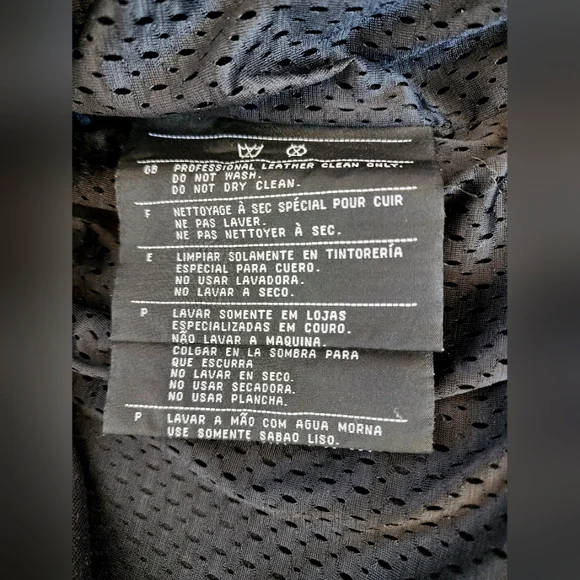 GB PROFESSIONAL LEATHER CLEAN ONLY.
DO NOT WASH.
DO NOT DRY CLEAN.
F NETTOYAGE À SEC SPÉCIAL POUR CUIR
NE PAS LAVER.
NE PAS NETTOYER À SEC.
E LIMPIAR SOLAMENTE EN TINTORERÍA
ESPECIAL PARA CUERO.
NO USAR LAVADORA.
NO LAVAR A SECO.
P LAVAR SOMENTE EM LOJAS
ESPECIALIZADAS EM COURO.
NÃO LAVAR A MAQUINA.
COLGAR EN LA SOMBRA PARA
QUE ESCURRA
NO LAVAR EN SECO.
NO USAR SECADORA.
NO USAR PLANCHA.
P LAVAR A MÃO COM AGUA MORNA
USE SOMENTE SABAO LISO.